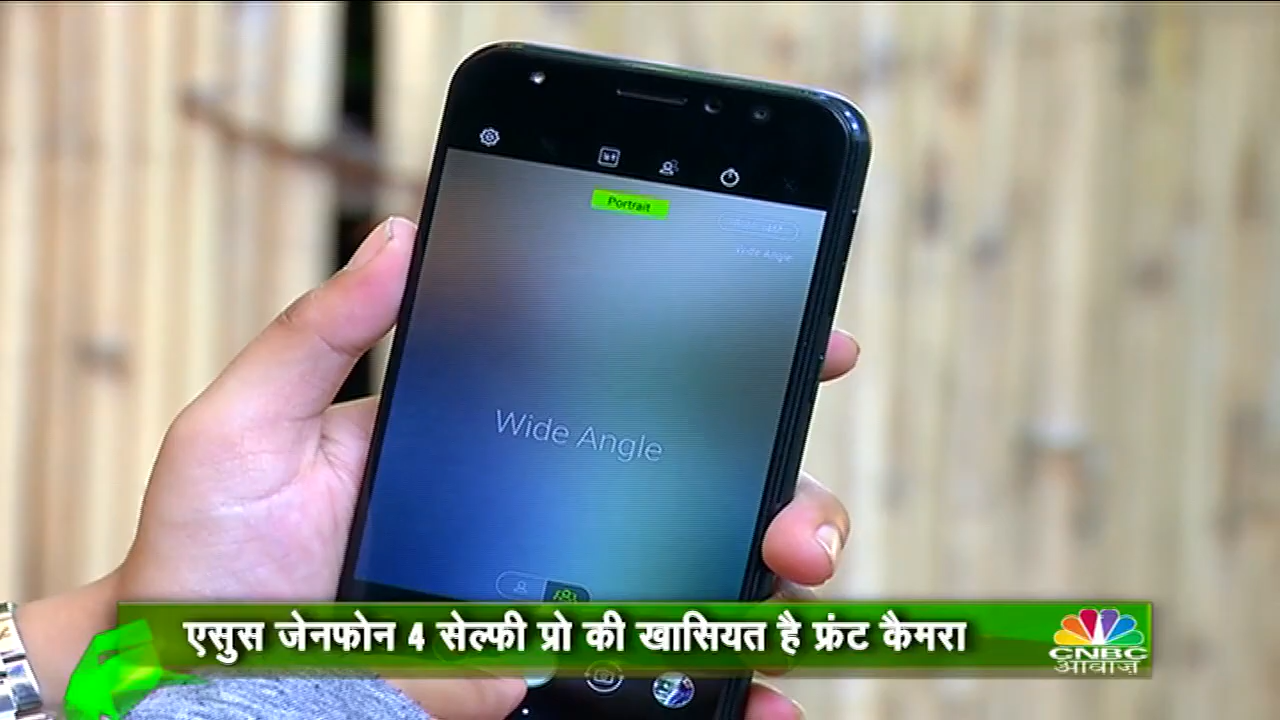 Portrait
Wide Angle
Wide Angle
एसुस जेनफोन 4 सेल्फी प्रो की खासियत है फ्रंट कैमरा
CNBC
आवाज़